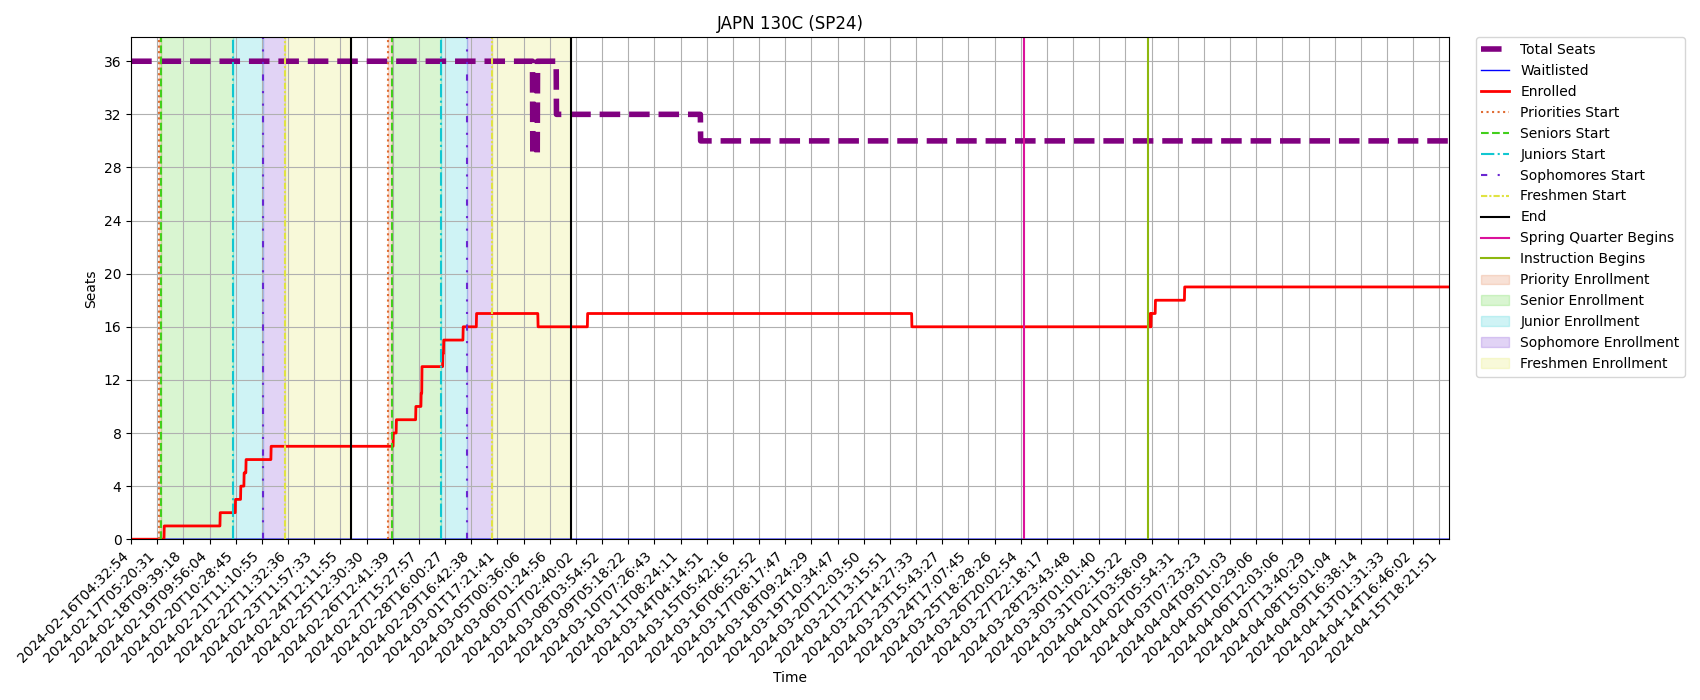 JAPN 130C (SP24)
Seats
36
32
28
24
20
16
12
8
4
0
2024-02-16T04:32:54
2024-02-17T05:20:31
2024-02-18T09:39:18
2024-02-19T09:56:04
2024-02-20T10:28:45
2024-02-21T11:10:55
2024-02-22T11:32:36
2024-02-23T11:57:33
2024-02-24T12:11:55
2024-02-25T12:30:30
2024-02-26T12:41:39
2024-02-27T15:27:57
2024-02-28T16:00:27
2024-02-29T16:42:38
2024-03-01T17:21:41
2024-03-05T00:36:06
2024-03-06T01:24:56
2024-03-07T02:40:02
2024-03-08T03:54:52
2024-03-09T05:18:22
2024-03-10T07:26:43
2024-03-11T08:24:11
2024-03-14T04:14:51
2024-03-15T05:42:16
2024-03-16T06:52:52
2024-03-17T08:17:47
2024-03-18T09:24:29
2024-03-19T10:34:47
2024-03-20T12:03:50
2024-03-21T13:15:51
2024-03-22T14:27:33
2024-03-23T15:43:27
2024-03-24T17:07:45
2024-03-25T18:28:26
2024-03-26T20:02:54
2024-03-27T22:18:17
2024-03-28T23:43:48
2024-03-30T01:01:40
2024-03-31T02:15:22
2024-04-01T03:58:09
2024-04-02T05:54:31
2024-04-03T07:23:23
2024-04-04T09:01:03
2024-04-05T10:29:06
2024-04-06T12:03:06
2024-04-07T13:40:29
2024-04-08T15:01:04
2024-04-09T16:38:14
2024-04-13T01:31:33
2024-04-14T16:46:02
2024-04-15T18:21:51
Time
Total Seats
Waitlisted
Enrolled
Priorities Start
Seniors Start
Juniors Start
Sophomores Start
Freshmen Start
End
Spring Quarter Begins
Instruction Begins
Priority Enrollment
Senior Enrollment
Junior Enrollment
Sophomore Enrollment
Freshmen Enrollment